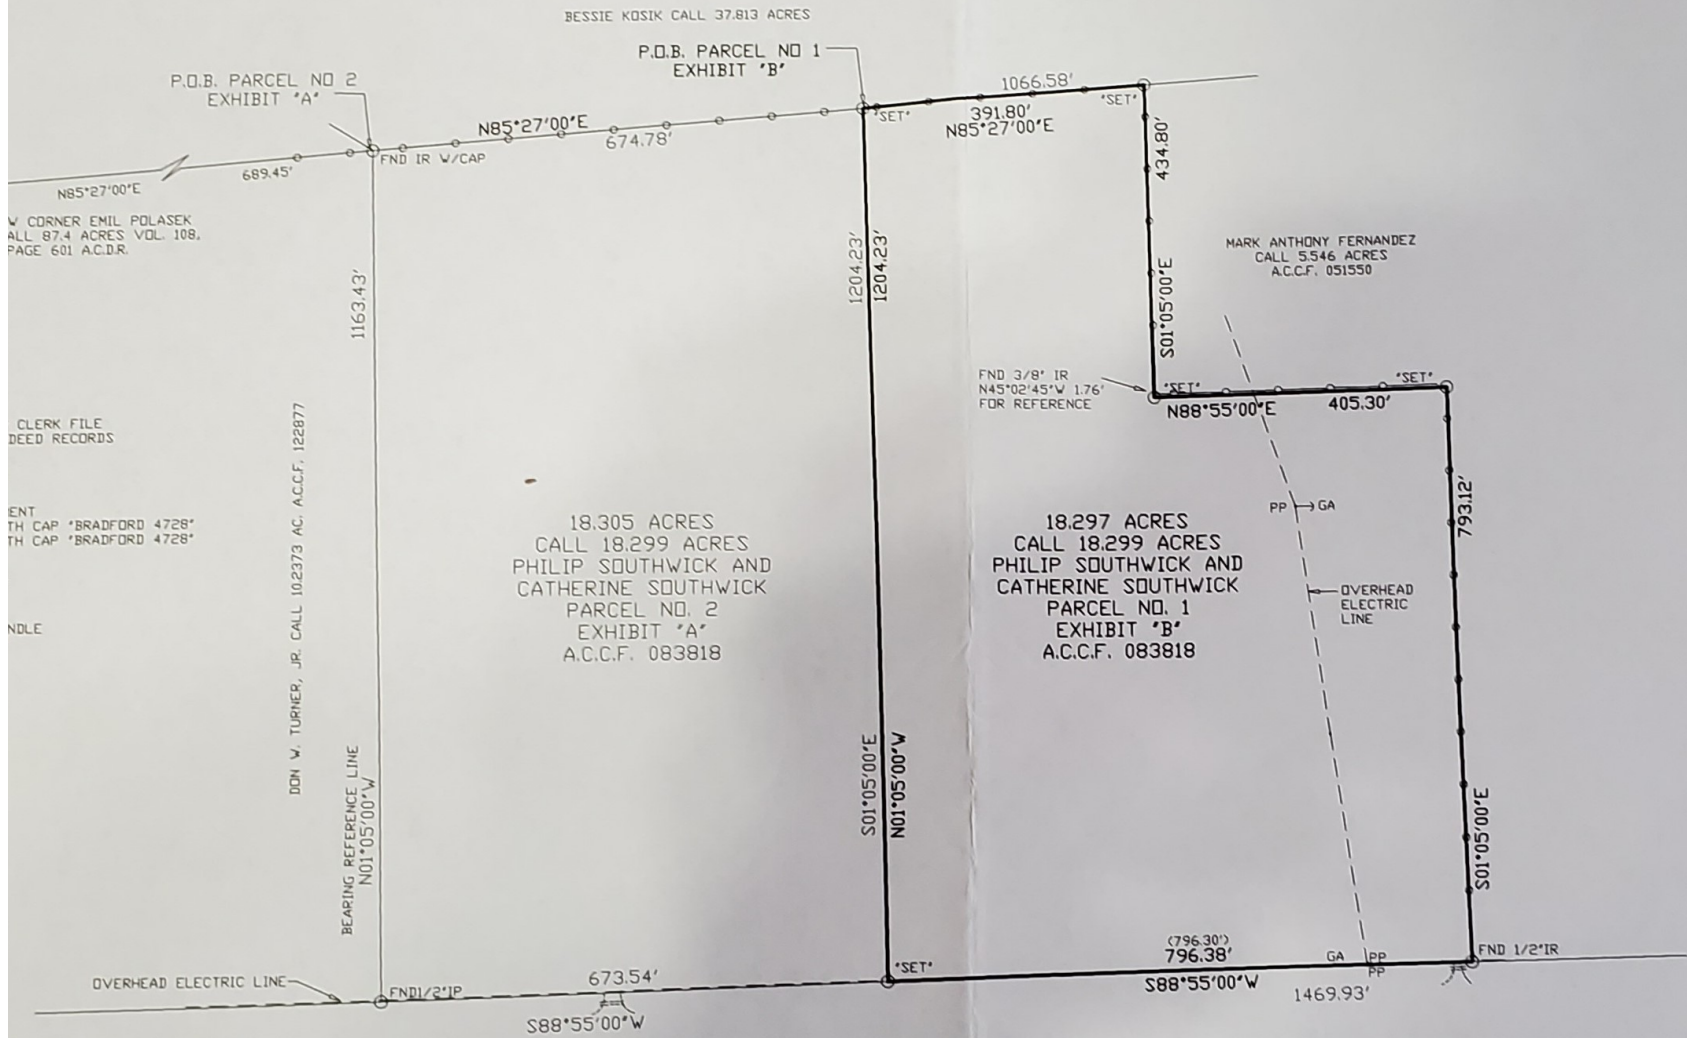 BESSIE KOSIK CALL 37.813 ACRES
P.O.B. PARCEL NO 1
EXHIBIT "B"
P.O.B. PARCEL NO 2
EXHIBIT "A"
1066.58'
"SET"
391.80'
N85°27'00"E
"SET"
N85°27'00"E
674.78'
FND IR W/CAP
689.45'
N85°27'00"E
W CORNER EMIL POLASEK
ALL 87.4 ACRES VOL. 108,
PAGE 601 A.C.D.R.
434.80'
S01°05'00"E
MARK ANTHONY FERNANDEZ
CALL 5.546 ACRES
A.C.C.F. 051550
1163.43'
1204.23'
1204.23'
FND 3/8" IR
N45°02'45"W 1.76'
FOR REFERENCE
"SET"
"SET"
N88°55'00"E
405.30'
CLERK FILE
DEED RECORDS
DON W. TURNER, JR. CALL 10.2373 AC. A.C.C.F. 122877
ENT
TH CAP "BRADFORD 4728"
TH CAP "BRADFORD 4728"
NDLE
18.305 ACRES
CALL 18.299 ACRES
PHILIP SOUTHWICK AND
CATHERINE SOUTHWICK
PARCEL NO. 2
EXHIBIT "A"
A.C.C.F. 083818
18.297 ACRES
CALL 18.299 ACRES
PHILIP SOUTHWICK AND
CATHERINE SOUTHWICK
PARCEL NO. 1
EXHIBIT "B"
A.C.C.F. 083818
PP GA
793.12'
OVERHEAD
ELECTRIC
LINE
BEARING REFERENCE LINE
N01°05'00"W
S01°05'00"E
N01°05'00"W
S01°05'00"E
OVERHEAD ELECTRIC LINE
FND1/2"IP
673.54'
S88°55'00"W
"SET"
(796.30')
796.38'
S88°55'00"W
GA PP
PP
FND 1/2"IR
1469.93'